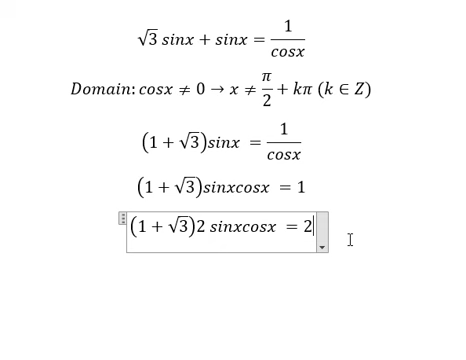 √3 sinx + sinx = 1/cosx
Domain: cosx ≠ 0 → x ≠ π/2 + kπ (k ∈ Z)
(1 + √3)sinx = 1/cosx
(1 + √3)sinxcosx = 1
(1 + √3)2 sinxcosx = 2